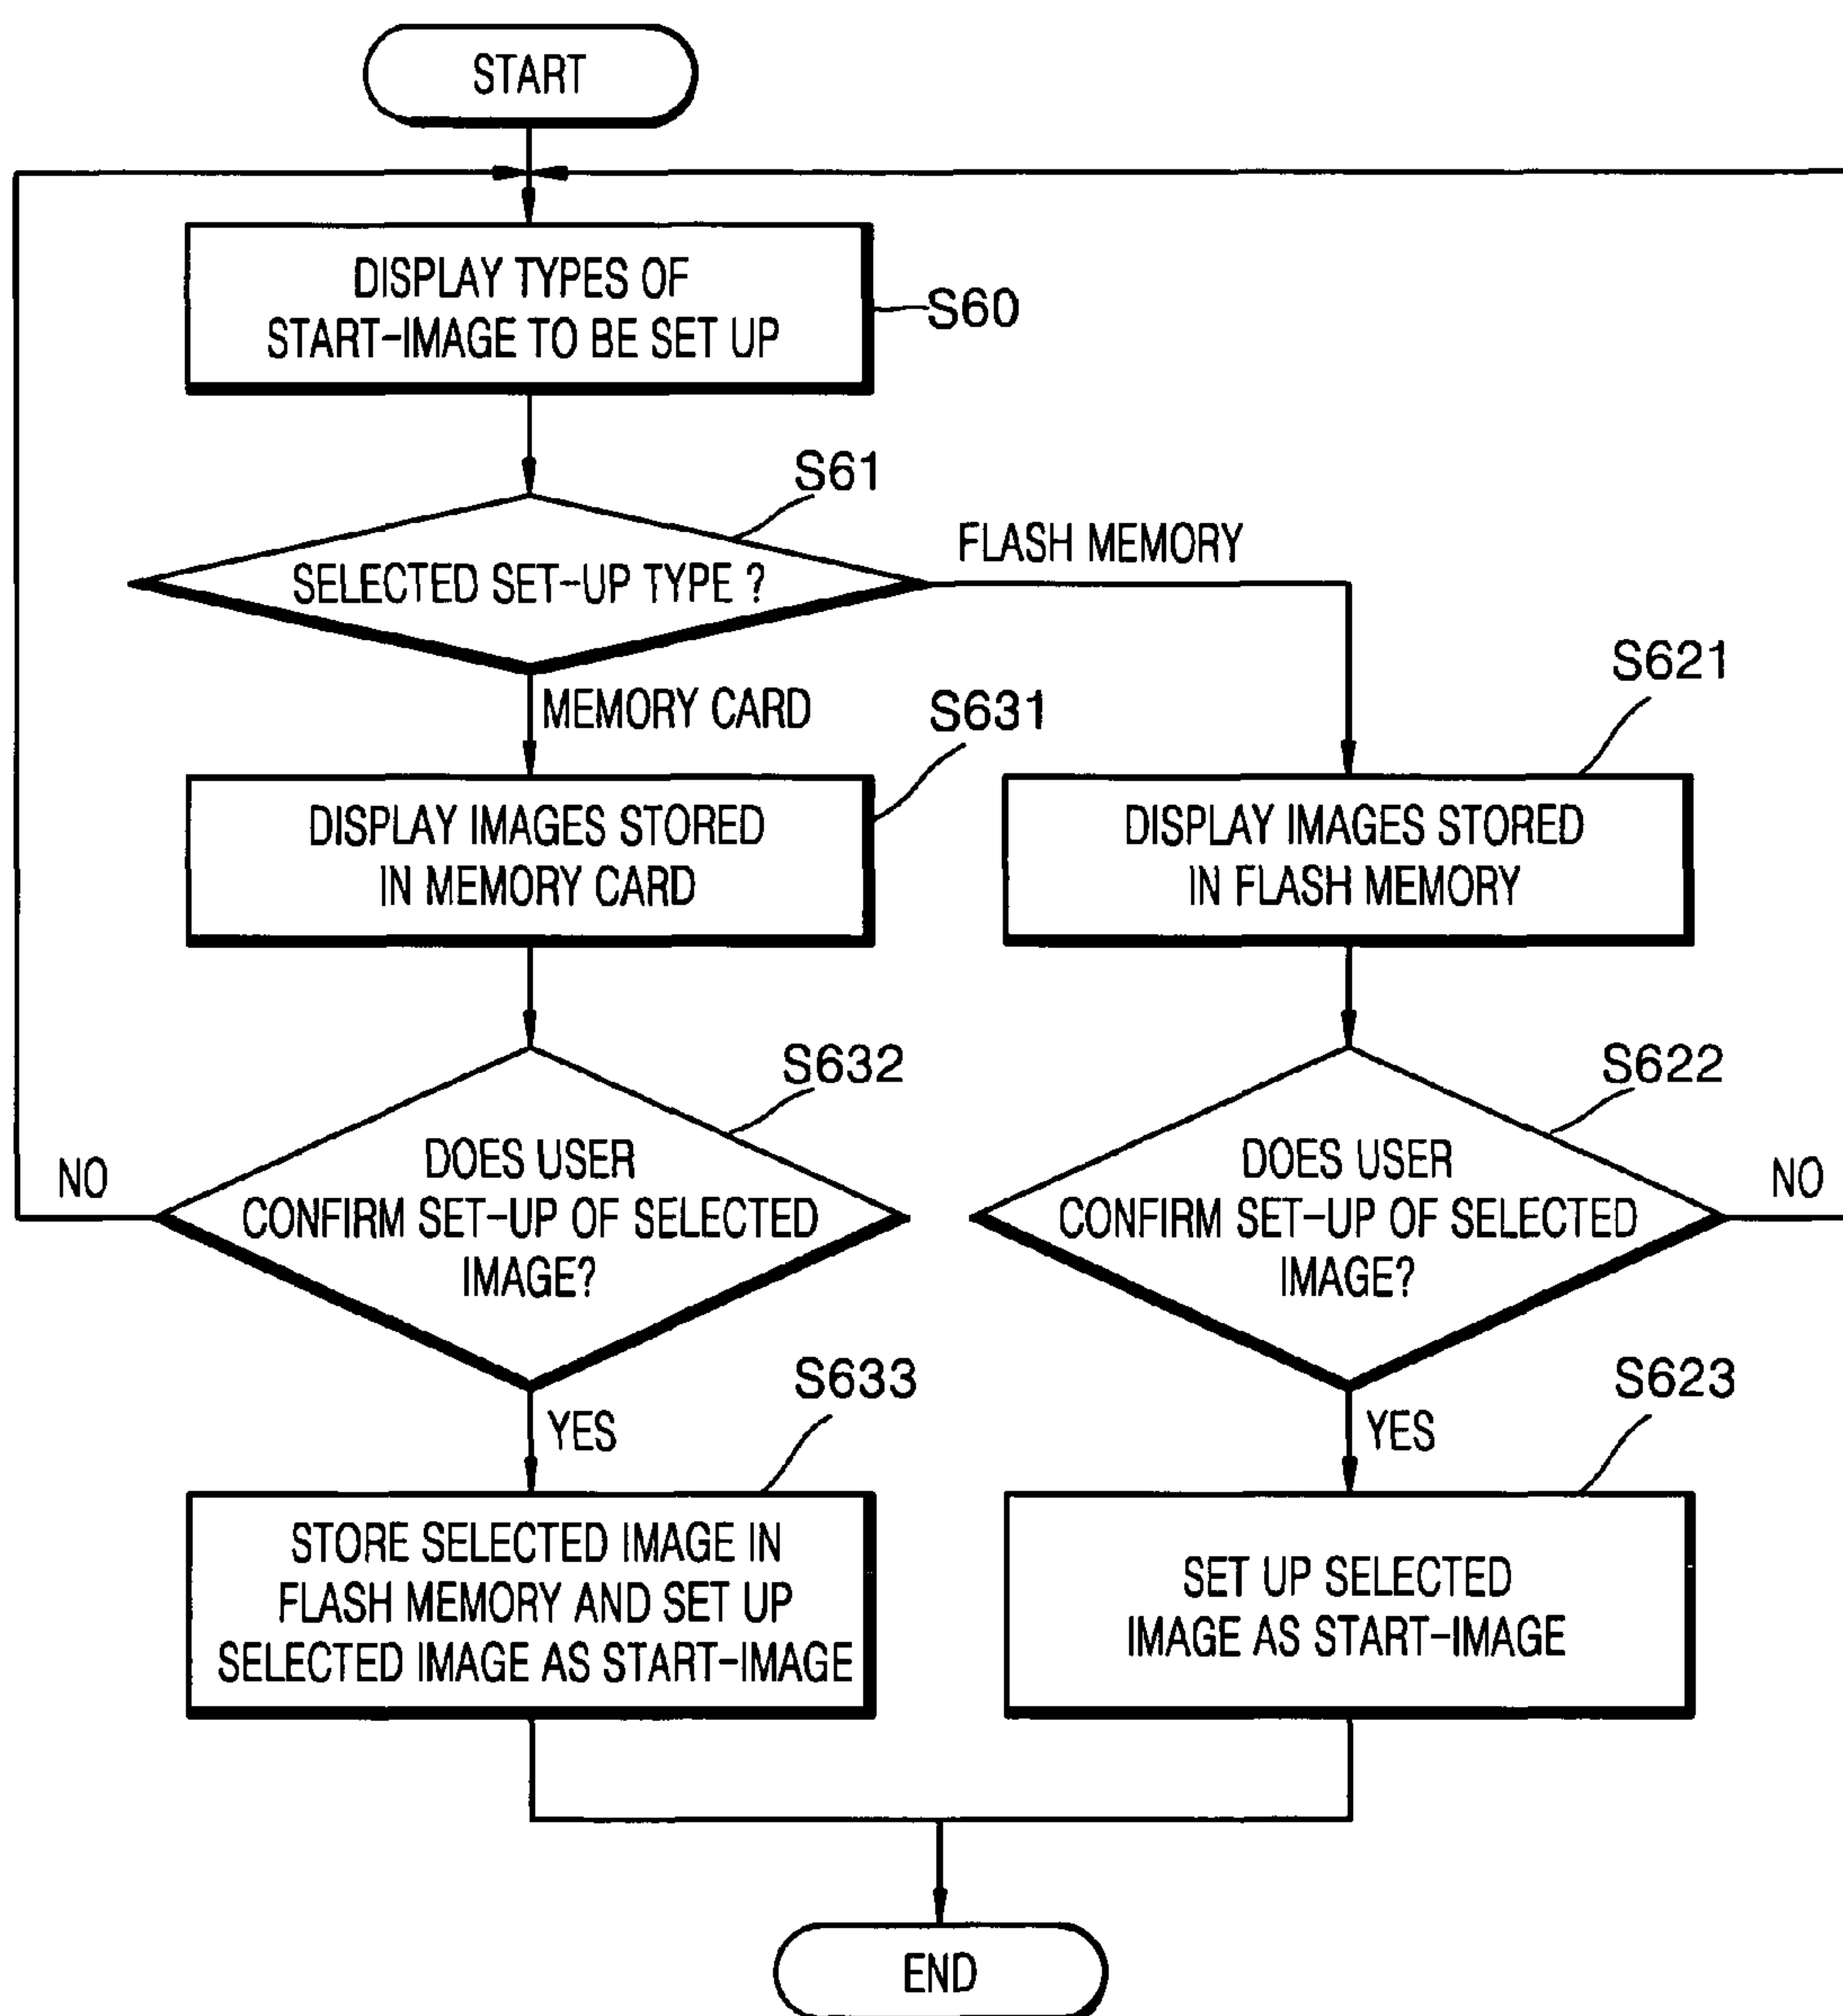 START
DISPLAY TYPES OF
START-IMAGE TO BE SET UP
S60
S61
SELECTED SET-UP TYPE ?
FLASH MEMORY
MEMORY CARD
S631
S621
DISPLAY IMAGES STORED
IN MEMORY CARD
DISPLAY IMAGES STORED
IN FLASH MEMORY
S632
S622
DOES USER
CONFIRM SET-UP OF SELECTED
IMAGE?
NO
DOES USER
CONFIRM SET-UP OF SELECTED
IMAGE?
NO
YES
S633
YES
S623
STORE SELECTED IMAGE IN
FLASH MEMORY AND SET UP
SELECTED IMAGE AS START-IMAGE
SET UP SELECTED
IMAGE AS START-IMAGE
END